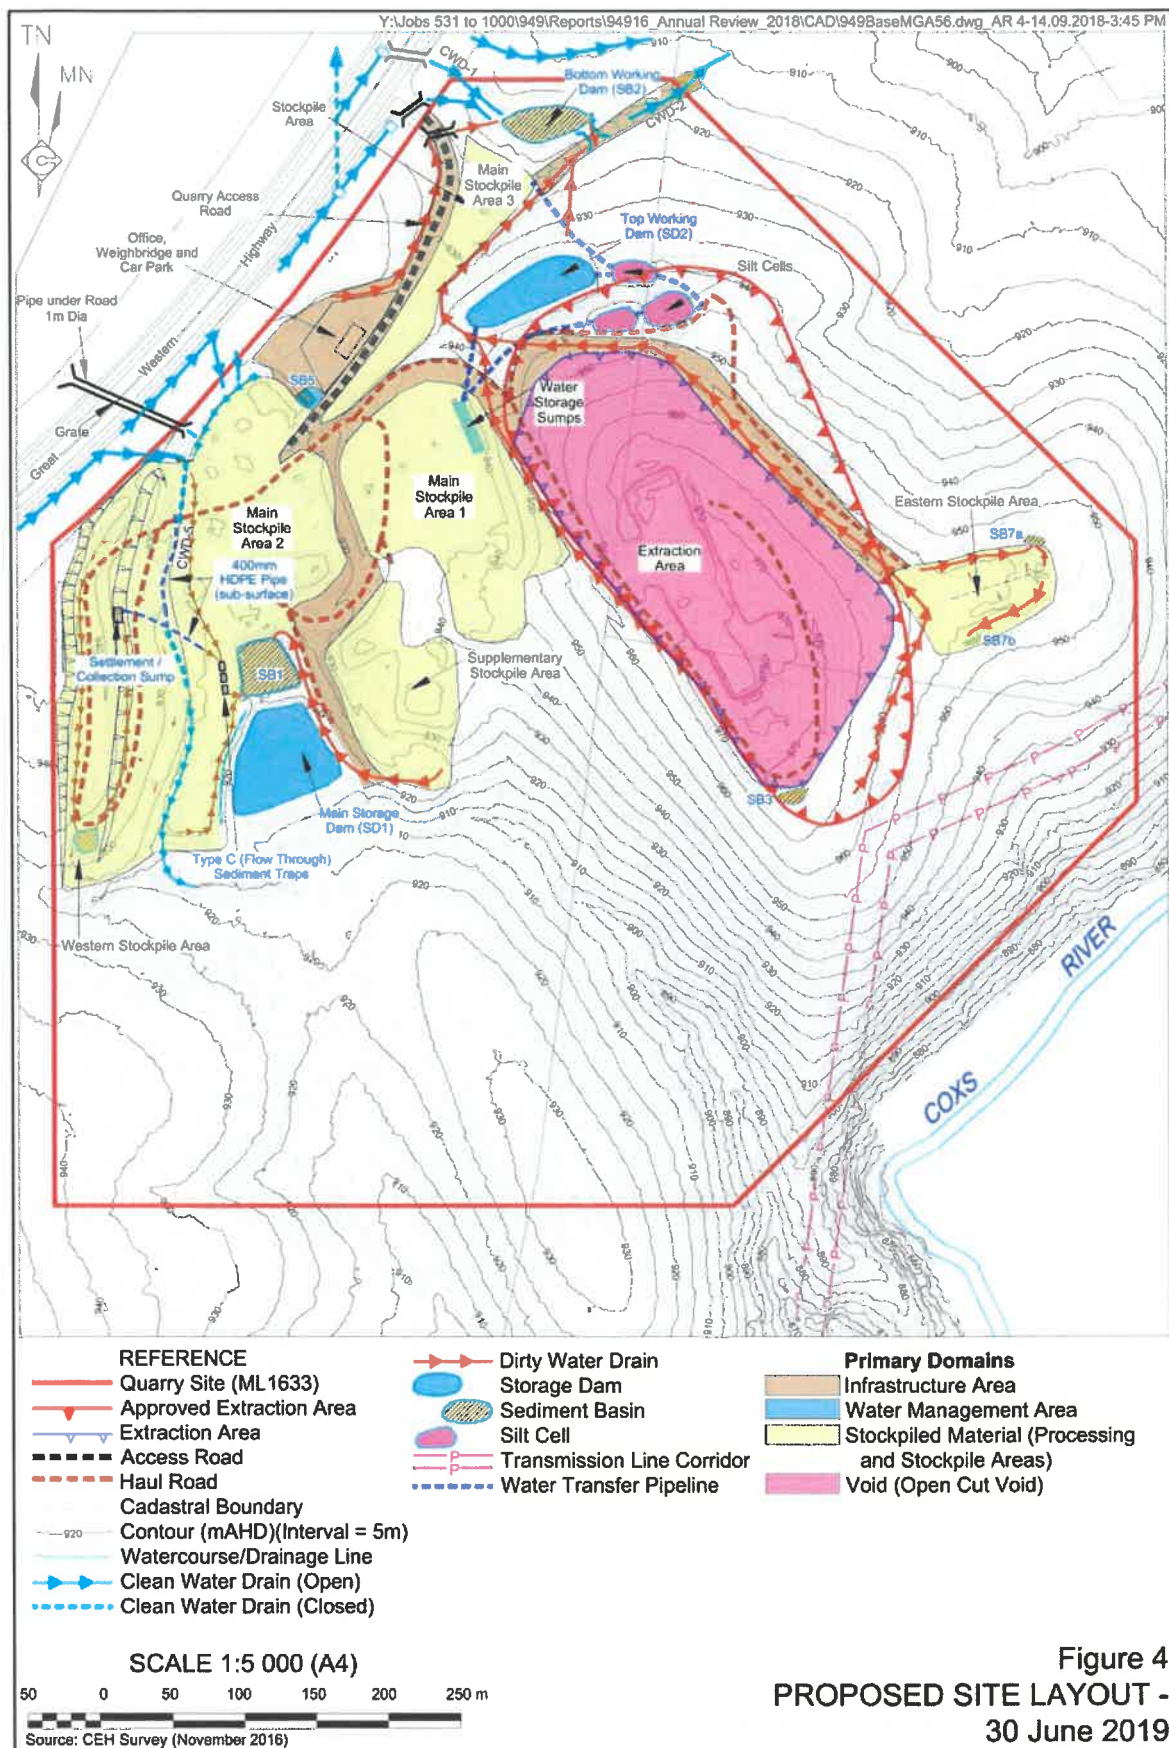 Y:\Jobs 531 to 1000\949\Reports\94916_Annual Review_2018\CAD\949BaseMGA56.dwg_AR 4-14.09.2018-3:45 PM
TN
MN
CWD-1
Bottom Working
Dam (SB2)
CWD-2
Stockpile
Area
Main
Stockpile
Area 3
Quarry Access
Road
Top Working
Dam (SD2)
Office,
Weighbridge and
Car Park
Silt Cells
Pipe under Road
1m Dia
Highway
Western
Great
Grate
SB5
Water
Storage
Sumps
Main
Stockpile
Area 1
Main
Stockpile
Area 2
Extraction
Area
Eastern Stockpile Area
SB7a
SB7b
CWD-5
400mm
HDPE Pipe
(sub-surface)
Settlement /
Collection Sump
SB1
Supplementary
Stockpile Area
SB3
Main Storage
Dam (SD1)
Type C (Flow Through)
Sediment Traps
Western Stockpile Area
COXS
RIVER
REFERENCE
Quarry Site (ML1633)
Approved Extraction Area
Extraction Area
Access Road
Haul Road
Cadastral Boundary
920
Contour (mAHD)(Interval = 5m)
Watercourse/Drainage Line
Clean Water Drain (Open)
Clean Water Drain (Closed)
Dirty Water Drain
Storage Dam
Sediment Basin
Silt Cell
P
P
Transmission Line Corridor
Water Transfer Pipeline
Primary Domains
Infrastructure Area
Water Management Area
Stockpiled Material (Processing
and Stockpile Areas)
Void (Open Cut Void)
SCALE 1:5 000 (A4)
50 0 50 100 150 200 250 m
Source: CEH Survey (November 2016)
Figure 4
PROPOSED SITE LAYOUT -
30 June 2019